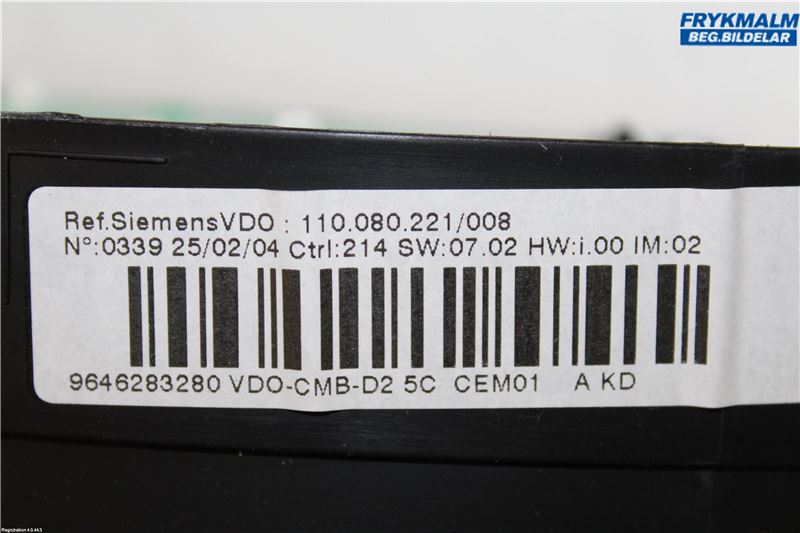 FRYKMALM
BEG.BILDELAR
Ref.SiemensVDO : 110.080.221/008
N°:0339 25/02/04 Ctrl:214 SW:07.02 HW:i.00 IM:02
9646283280 VDO-CMB-D2 5C CEM01 A KD
Registration 4.0.44.3